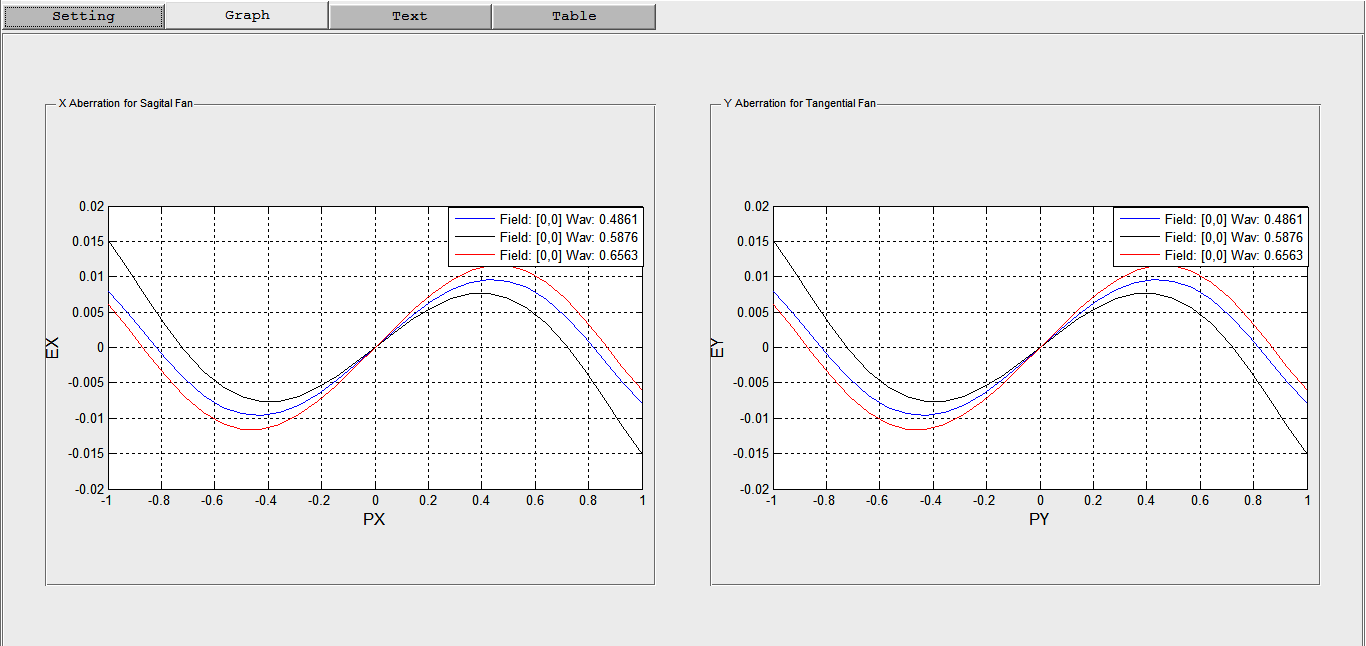 Setting Graph Text Table
X Aberration for Sagital Fan
0.02
0.015
0.01
0.005
0
-0.005
-0.01
-0.015
-0.02
EX
Field: [0,0] Wav: 0.4861
Field: [0,0] Wav: 0.5876
Field: [0,0] Wav: 0.6563
-1 -0.8 -0.6 -0.4 -0.2 0 0.2 0.4 0.6 0.8 1
PX
Y Aberration for Tangential Fan
0.02
0.015
0.01
0.005
0
-0.005
-0.01
-0.015
-0.02
EY
Field: [0,0] Wav: 0.4861
Field: [0,0] Wav: 0.5876
Field: [0,0] Wav: 0.6563
-1 -0.8 -0.6 -0.4 -0.2 0 0.2 0.4 0.6 0.8 1
PY